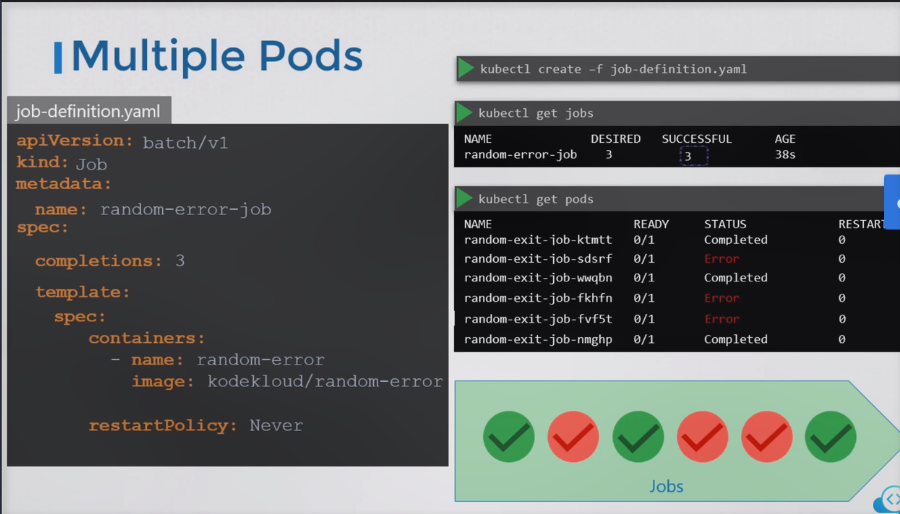 Multiple Pods
job-definition.yaml
apiVersion: batch/v1
kind: Job
metadata:
name: random-error-job
spec:
completions: 3
template:
spec:
containers:
- name: random-error
image: kodekloud/random-error
restartPolicy: Never
kubectl create -f job-definition.yaml
kubectl get jobs
NAME DESIRED SUCCESSFUL AGE
random-error-job 3 3 38s
kubectl get pods
NAME READY STATUS RESTART
random-exit-job-ktmtt 0/1 Completed 0
random-exit-job-sdsrf 0/1 Error 0
random-exit-job-wwqbn 0/1 Completed 0
random-exit-job-fkhfn 0/1 Error 0
random-exit-job-fvf5t 0/1 Error 0
random-exit-job-nmghp 0/1 Completed 0
Jobs